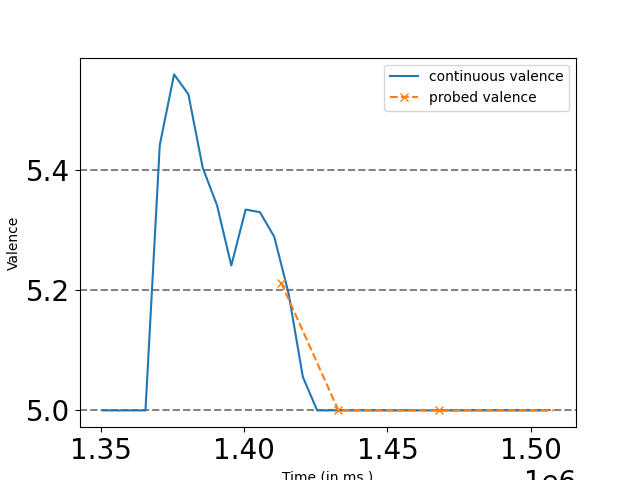 continuous valence
probed valence
5.4
5.2
5.0
Valence
1.35
1.40
1.45
1.50
Time (in ms.)
1e6